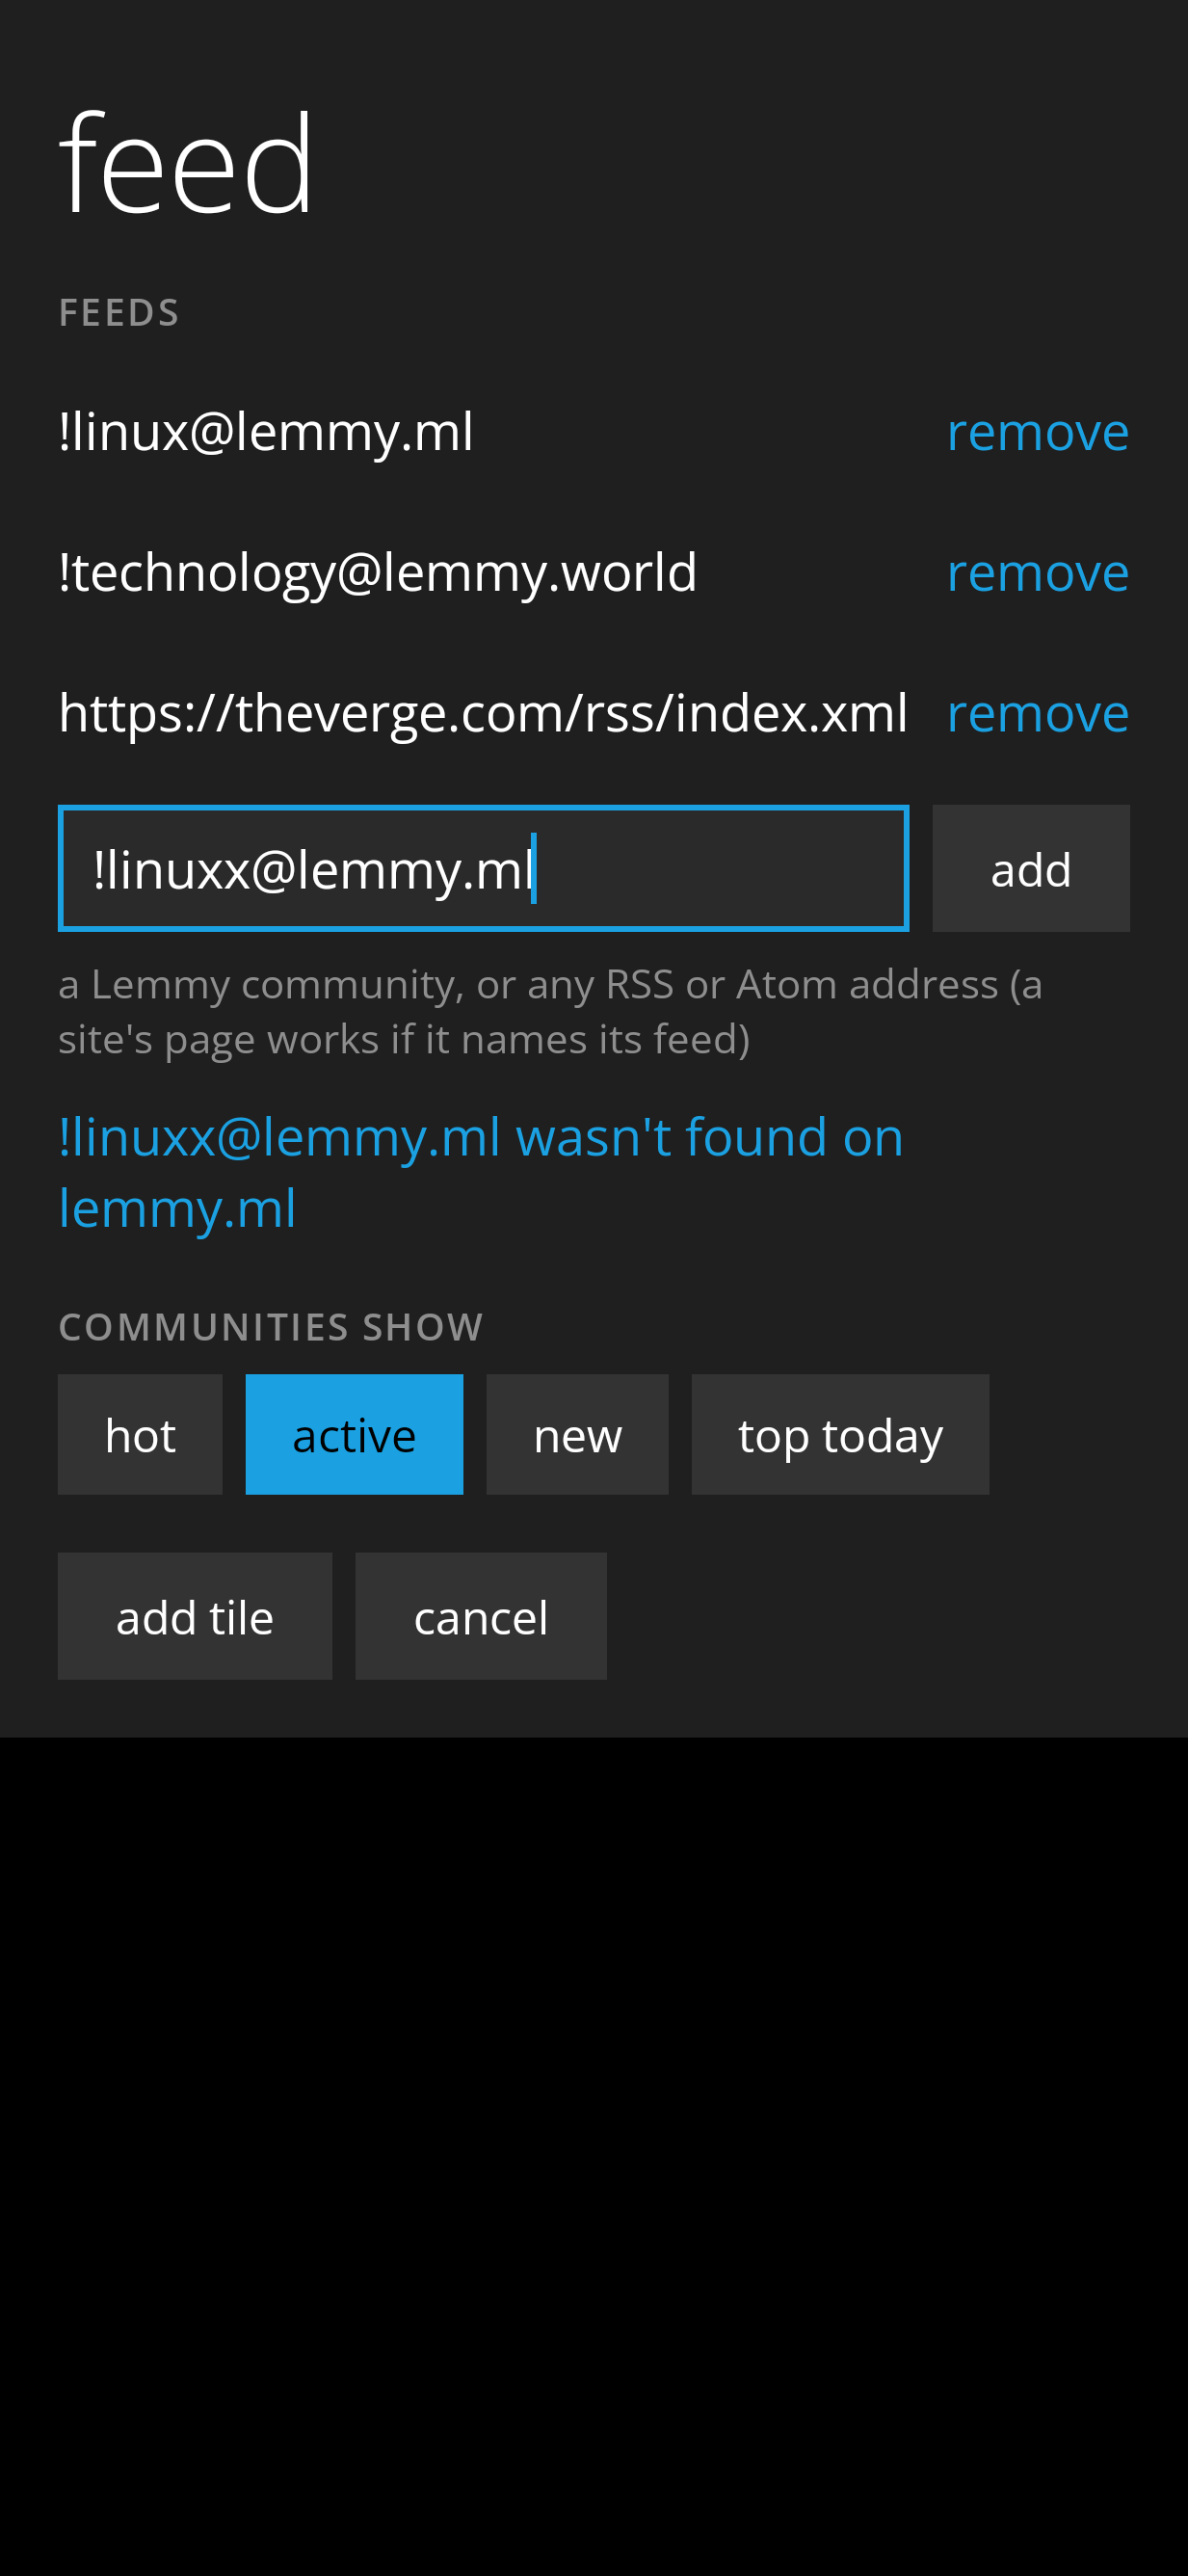 feed
FEEDS
!linux@lemmy.ml remove
!technology@lemmy.world remove
https://theverge.com/rss/index.xml remove
!linuxx@lemmy.ml add
a Lemmy community, or any RSS or Atom address (a
site's page works if it names its feed)
!linuxx@lemmy.ml wasn't found on
lemmy.ml
COMMUNITIES SHOW
hot active new top today
add tile cancel